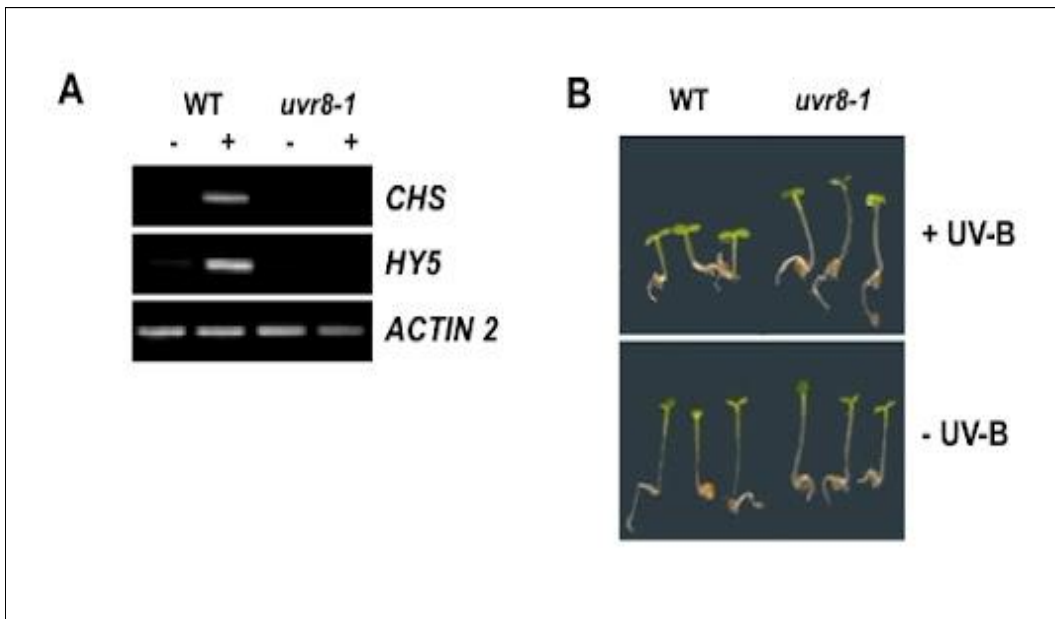 A
WT uvr8-1
- + - +
CHS
HY5
ACTIN 2
B
WT uvr8-1
+ UV-B
- UV-B